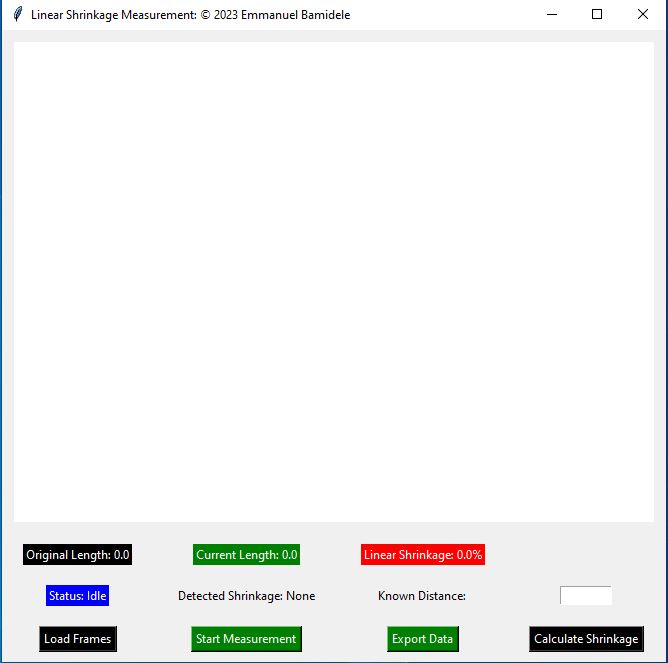 Linear Shrinkage Measurement: © 2023 Emmanuel Bamidele
Original Length: 0.0 Current Length: 0.0 Linear Shrinkage: 0.0%
Status: Idle Detected Shrinkage: None Known Distance:
Load Frames Start Measurement Export Data Calculate Shrinkage